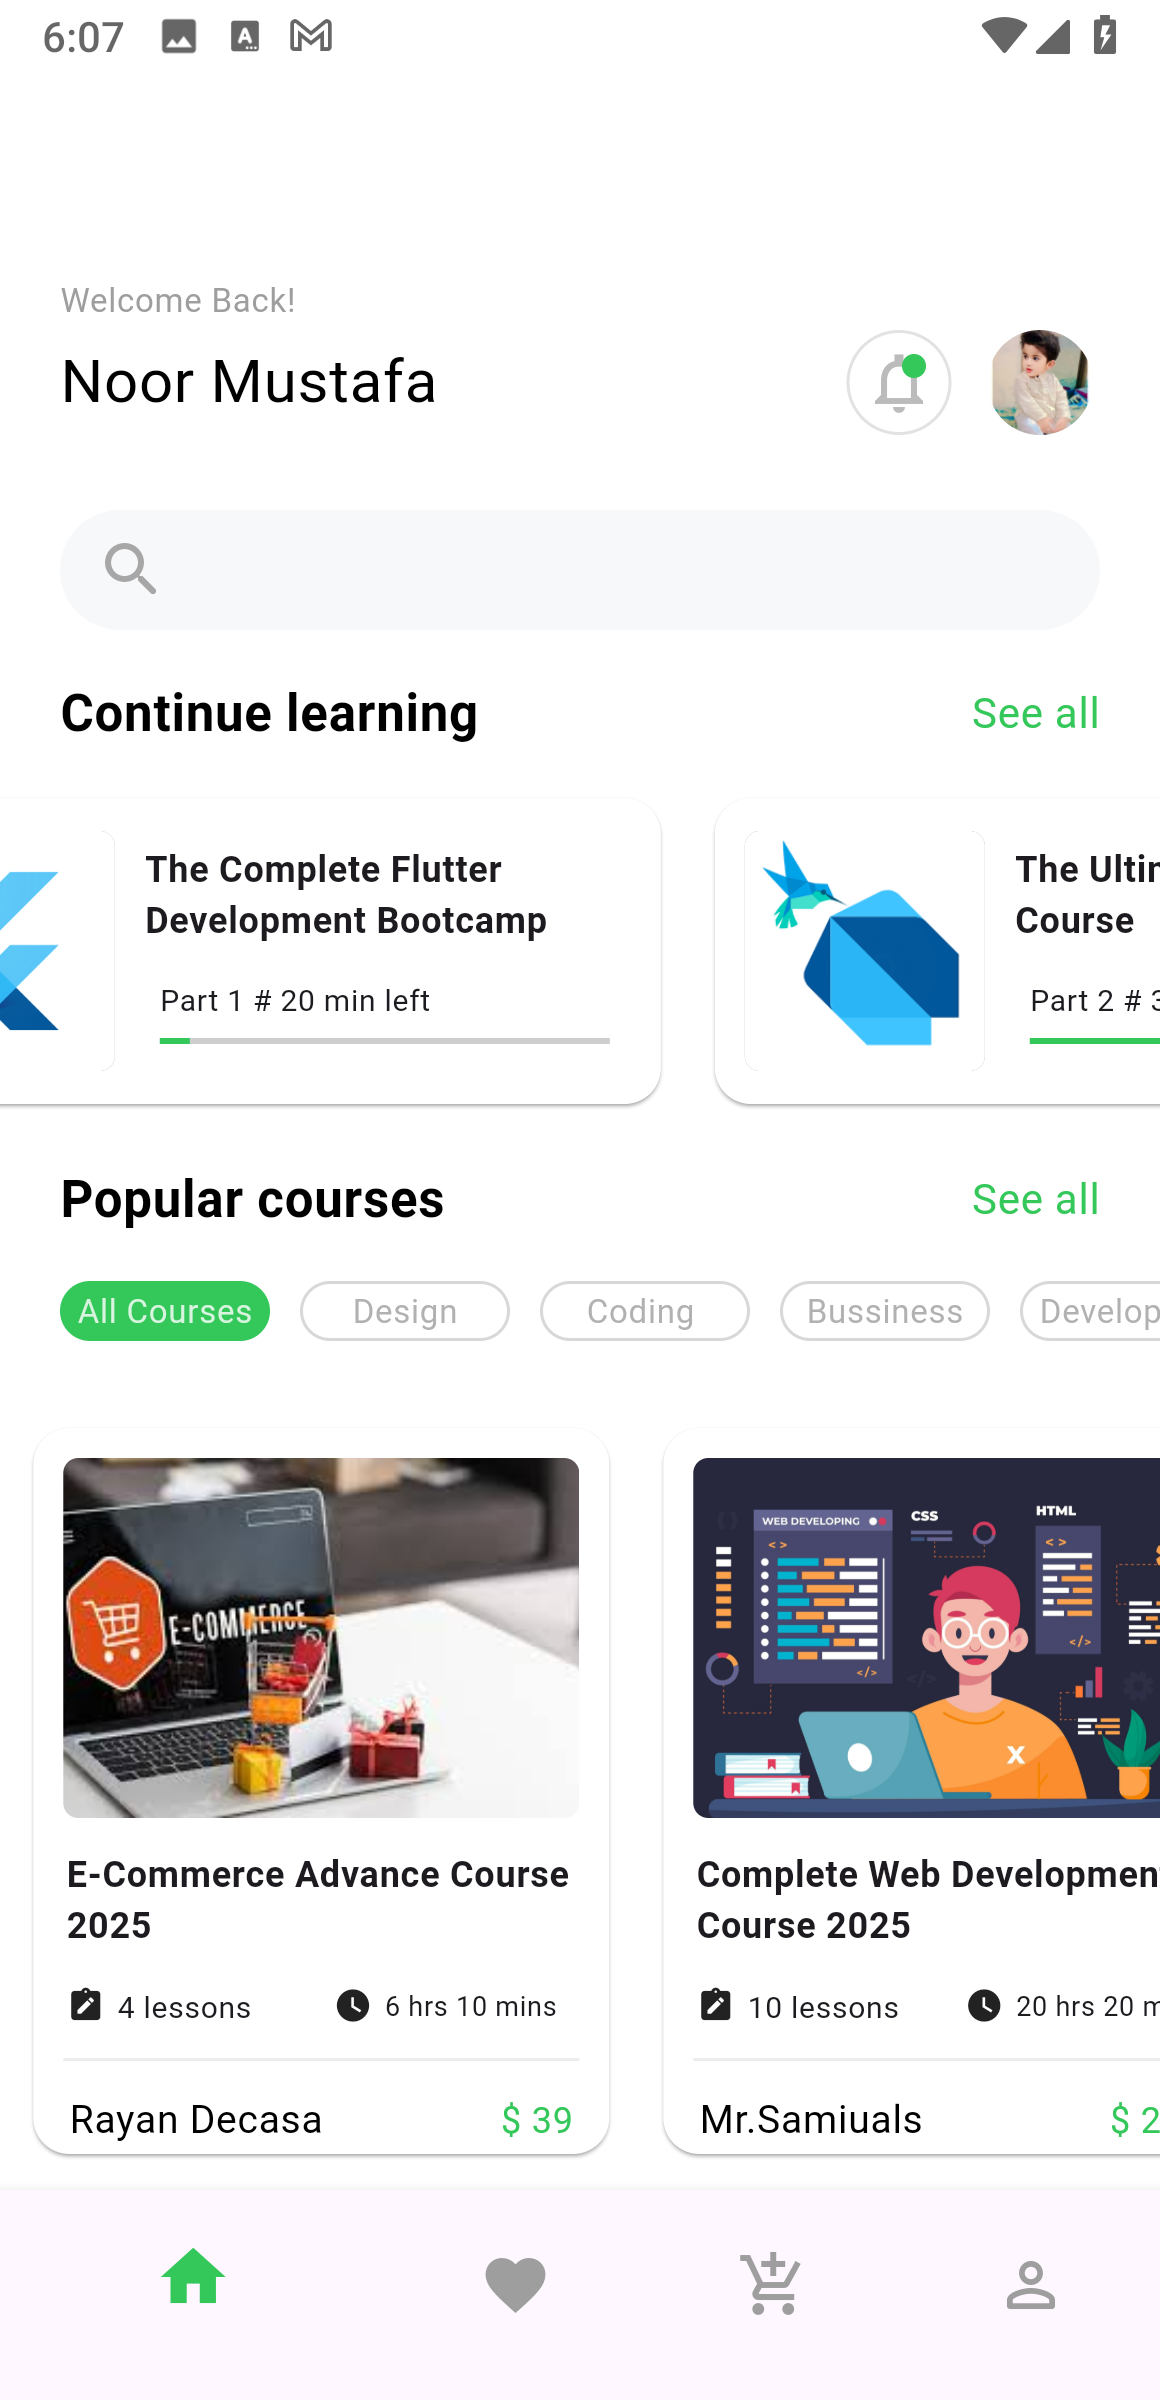 6:07
Welcome Back!
Noor Mustafa
Continue learning
See all
The Complete Flutter
Development Bootcamp
Part 1 # 20 min left
The
Course
Part 2 #
Popular courses
See all
All Courses
Design
Coding
Bussiness
Develop
E-COMMERCE
WEB DEVELOPING
CSS
HTML
E-Commerce Advance Course
2025
4 lessons
6 hrs 10 mins
Rayan Decasa
$ 39
Complete Web Development
Course 2025
10 lessons
20 hrs 20 m
Mr.Samiuals
$ 2